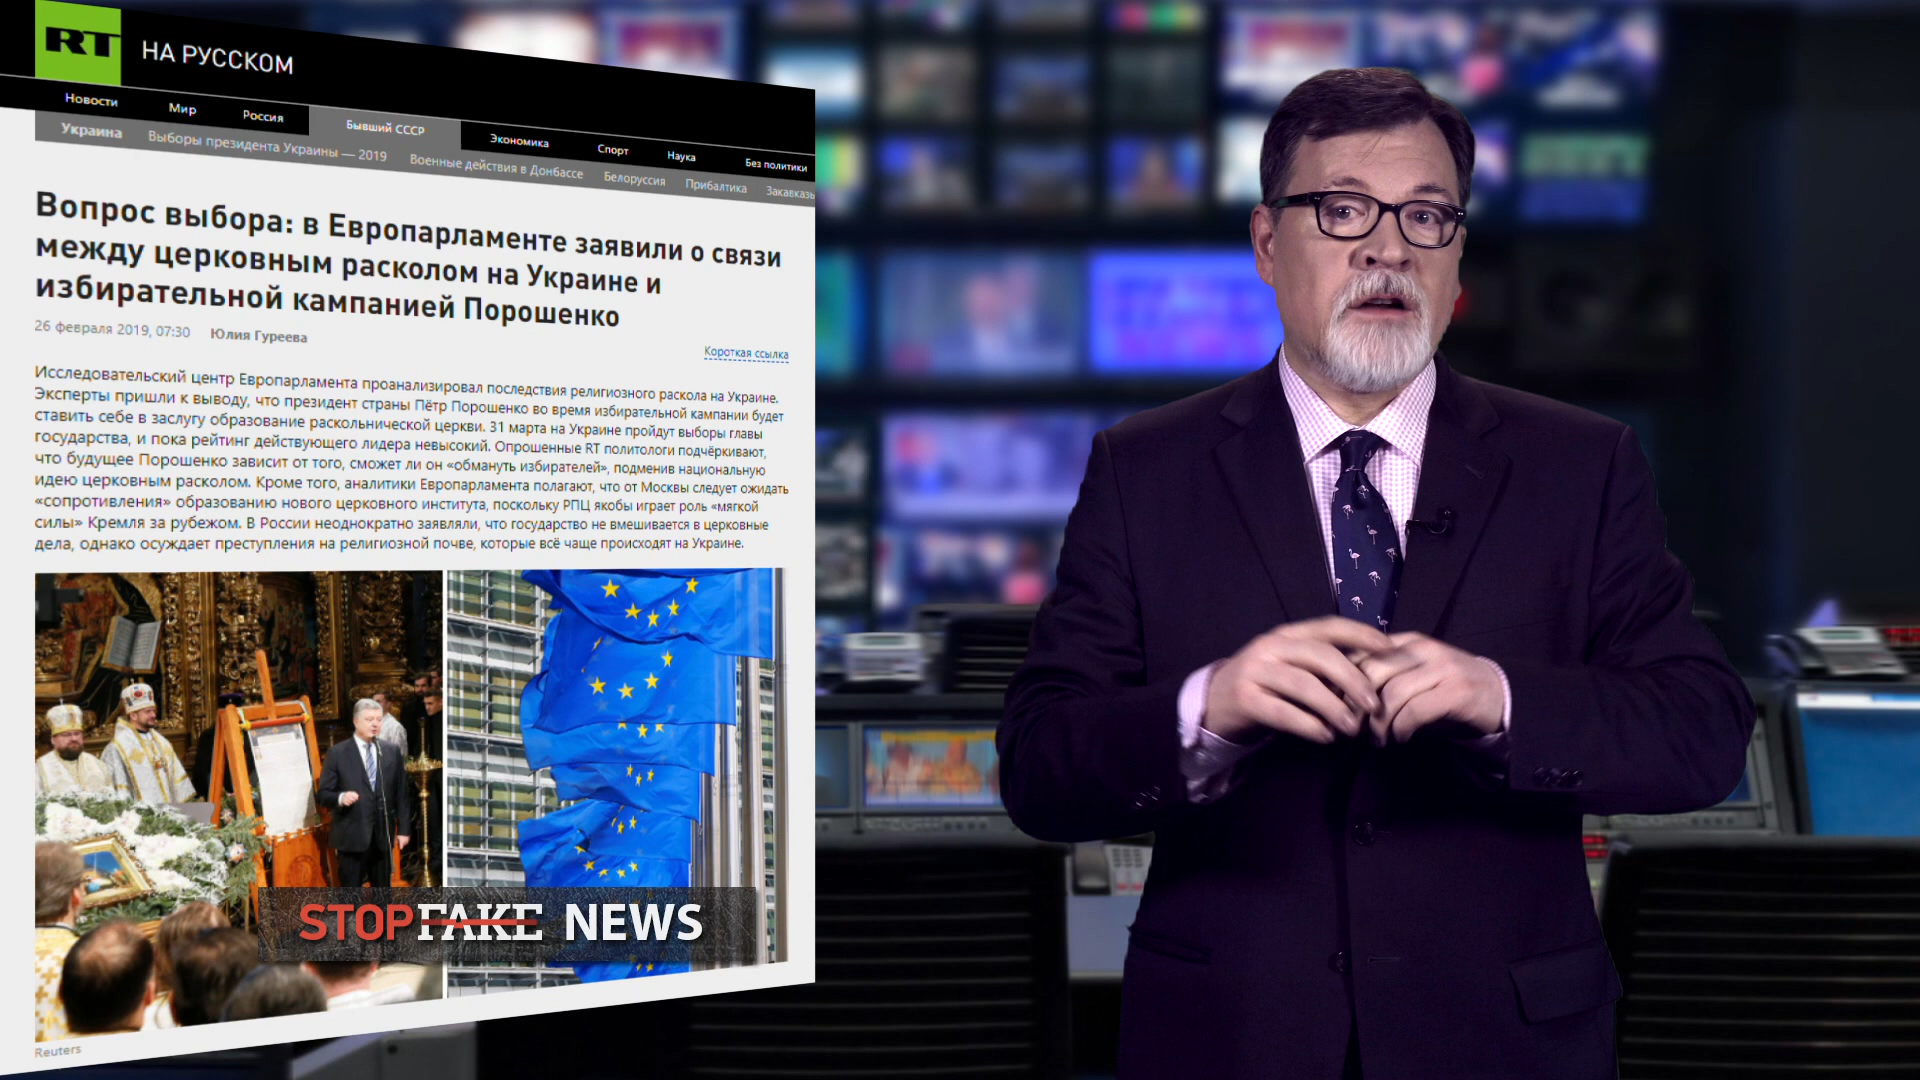 RT НА РУССКОМ
Новости Мир Россия Бывший СССР Экономика Спорт Наука Без политики
Украина Выборы президента Украины — 2019 Военные действия в Донбассе Белоруссия Прибалтика Закавказь
Вопрос выбора: в Европарламенте заявили о связи
между церковным расколом на Украине и
избирательной кампанией Порошенко
26 февраля 2019, 07:30 Юлия Гуреева
Короткая ссылка
Исследовательский центр Европарламента проанализировал последствия религиозного раскола на Украине.
Эксперты пришли к выводу, что президент страны Пётр Порошенко во время избирательной кампании будет
ставить себе в заслугу образование раскольнической церкви. 31 марта на Украине пройдут выборы главы
государства, и пока рейтинг действующего лидера невысокий. Опрошенные RT политологи подчёркивают,
что будущее Порошенко зависит от того, сможет ли он «обмануть избирателей», подменив национальную
идею церковным расколом. Кроме того, аналитики Европарламента полагают, что от Москвы следует ожидать
«сопротивления» образованию нового церковного института, поскольку РПЦ якобы играет роль «мягкой
силы» Кремля за рубежом. В России неоднократно заявляли, что государство не вмешивается в церковные
дела, однако осуждает преступления на религиозной почве, которые всё чаще происходят на Украине.
STOPFAKE NEWS
Reuters